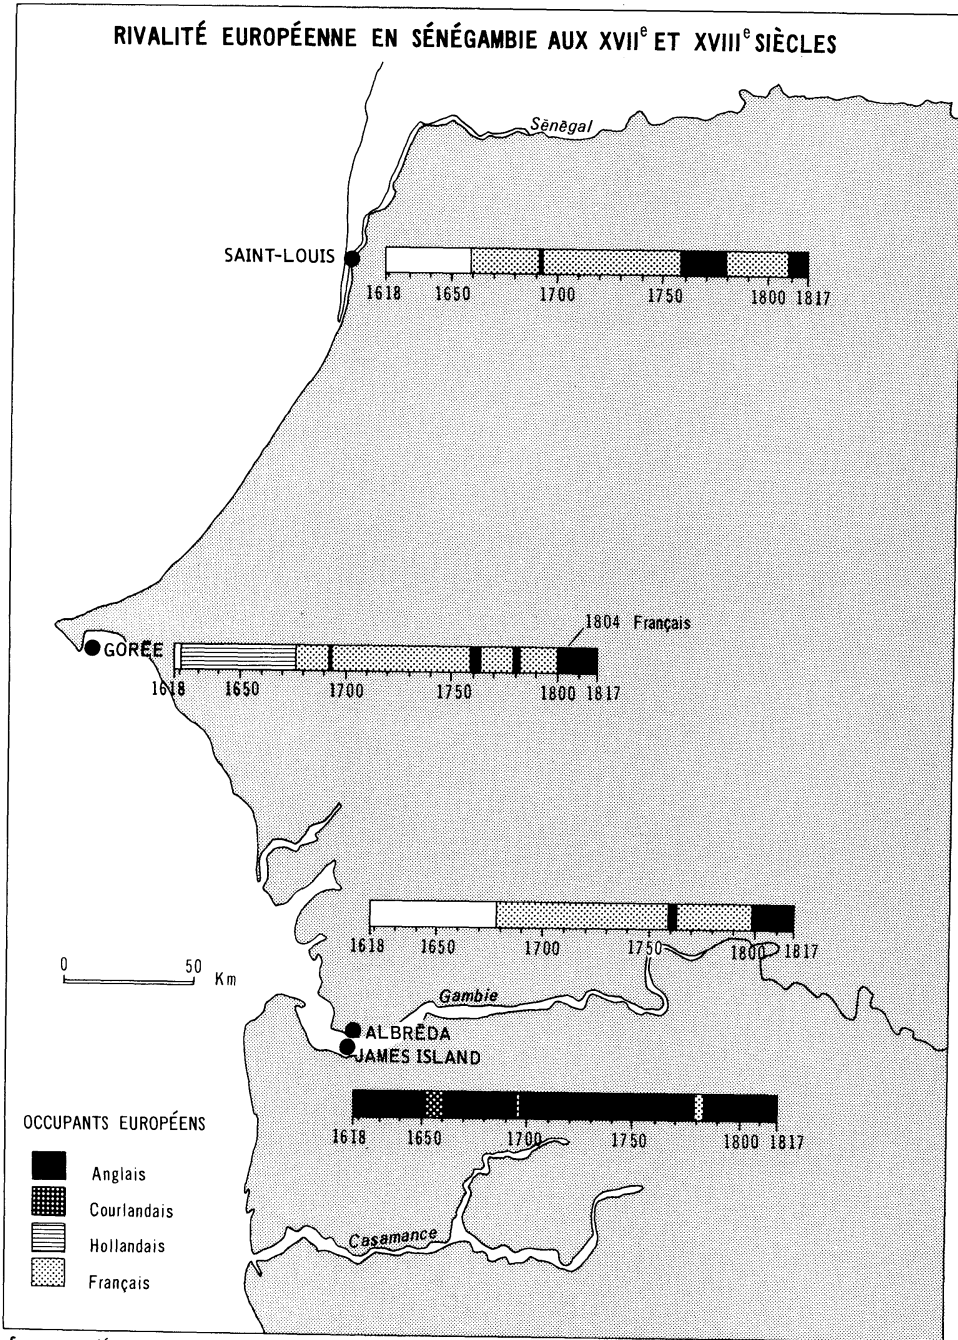 RIVALITÉ EUROPÉENNE EN SÉNÉGAMBIE AUX XVIIe ET XVIIIe SIÈCLES
Sénégal
SAINT-LOUIS
1618 1650 1700 1750 1800 1817
1804 Français
GORÉE
1618 1650 1700 1750 1800 1817
1618 1650 1700 1750 1800 1817
0 50 Km
Gambie
ALBRÉDA
JAMES ISLAND
1618 1650 1700 1750 1800 1817
OCCUPANTS EUROPÉENS
Anglais
Courlandais
Hollandais
Français
Casamance